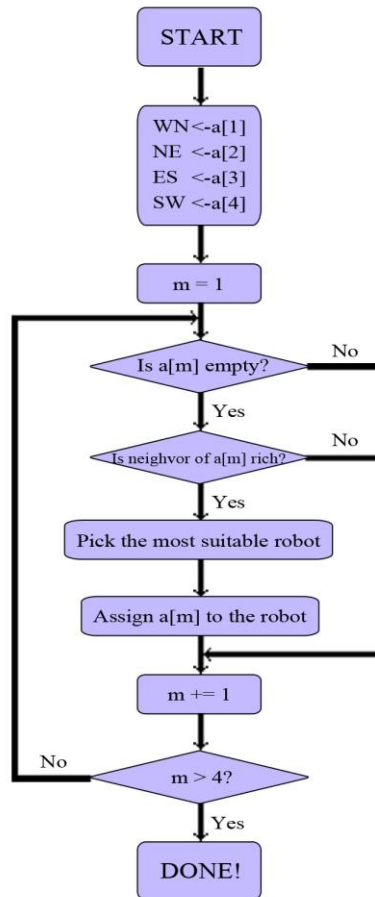 START
WN <-a[1]
NE <-a[2]
ES <-a[3]
SW <-a[4]
m = 1
Is a[m] empty?
No
Yes
Is neighvor of a[m] rich?
No
Yes
Pick the most suitable robot
Assign a[m] to the robot
m += 1
No
m > 4?
Yes
DONE!